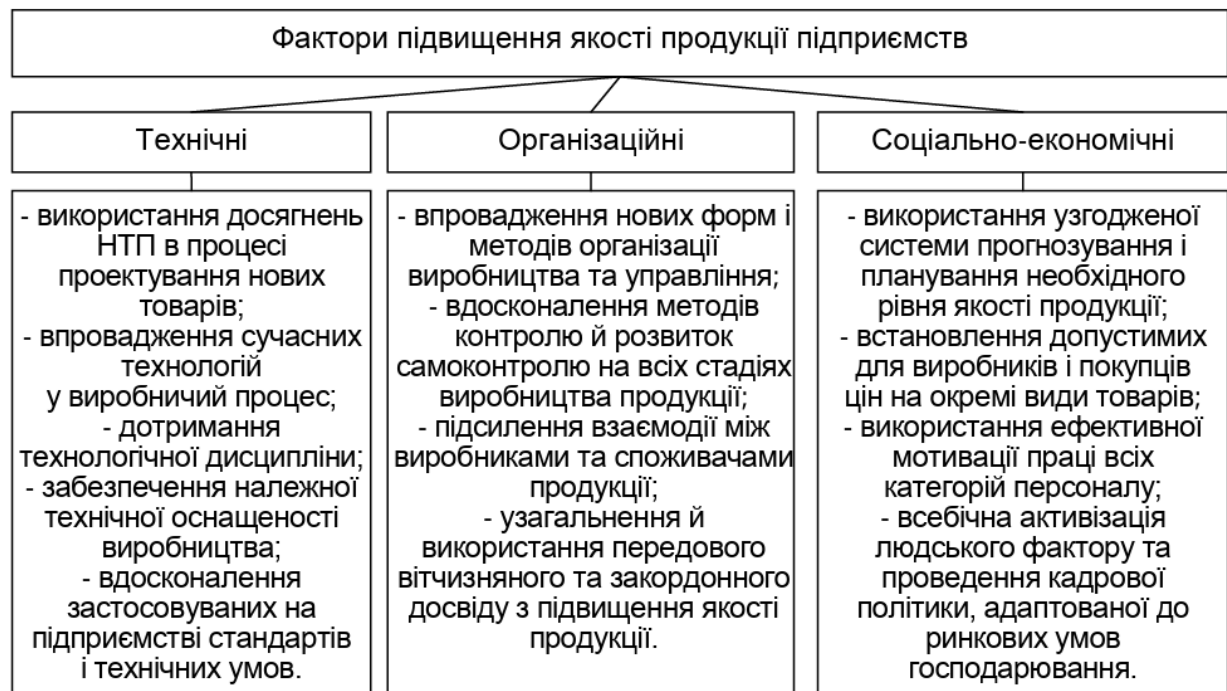 Фактори підвищення якості продукції підприємств
Технічні
- використання досягнень
НТП в процесі
проектування нових
товарів;
- впровадження сучасних
технологій
у виробничий процес;
- дотримання
технологічної дисципліни;
- забезпечення належної
технічної оснащеності
виробництва;
- вдосконалення
застосовуваних на
підприємстві стандартів
і технічних умов.
Організаційні
- впровадження нових форм і
методів організації
виробництва та управління;
- вдосконалення методів
контролю й розвиток
самоконтролю на всіх стадіях
виробництва продукції;
- підсилення взаємодії між
виробниками та споживачами
продукції;
- узагальнення й
використання передового
вітчизняного та закордонного
досвіду з підвищення якості
продукції.
Соціально-економічні
- використання узгодженої
системи прогнозування і
планування необхідного
рівня якості продукції;
- встановлення допустимих
для виробників і покупців
цін на окремі види товарів;
- використання ефективної
мотивації праці всіх
категорій персоналу;
- всебічна активізація
людського фактору та
проведення кадрової
політики, адаптованої до
ринкових умов
господарювання.